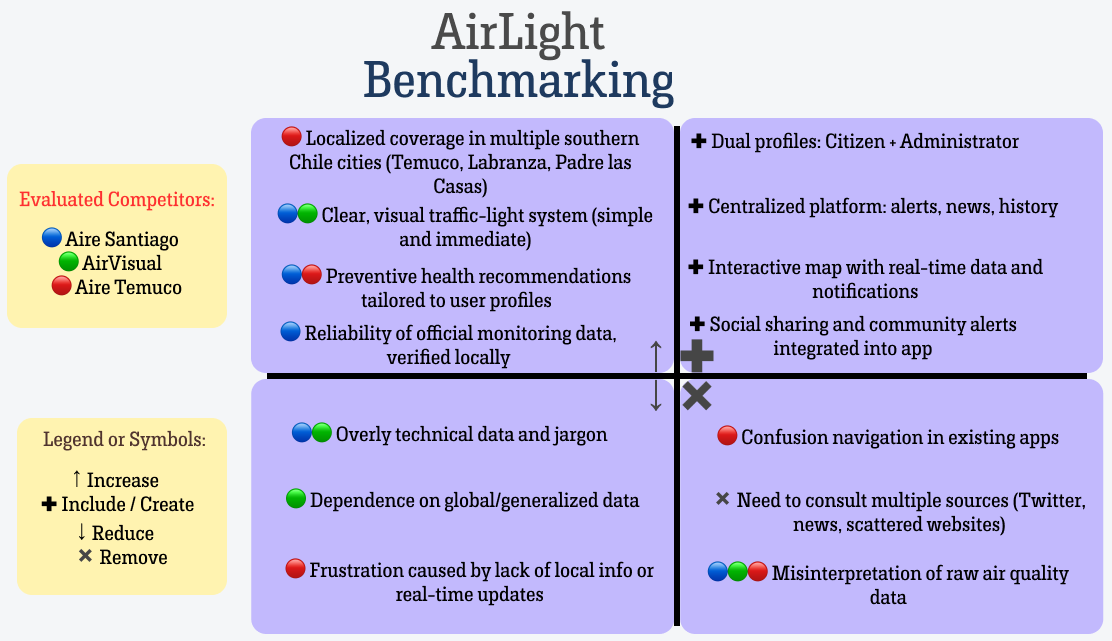 AirLight
Benchmarking
Evaluated Competitors:
Aire Santiago
AirVisual
Aire Temuco
Legend or Symbols:
↑ Increase
✚ Include / Create
↓ Reduce
✖ Remove
Localized coverage in multiple southern
Chile cities (Temuco, Labranza, Padre las
Casas)
Clear, visual traffic-light system (simple
and immediate)
Preventive health recommendations
tailored to user profiles
Reliability of official monitoring data,
verified locally
✚ Dual profiles: Citizen + Administrator
✚ Centralized platform: alerts, news, history
✚ Interactive map with real-time data and
notifications
✚ Social sharing and community alerts
integrated into app
Overly technical data and jargon
Dependence on global/generalized data
Frustration caused by lack of local info or
real-time updates
Confusion navigation in existing apps
✖ Need to consult multiple sources (Twitter,
news, scattered websites)
Misinterpretation of raw air quality
data